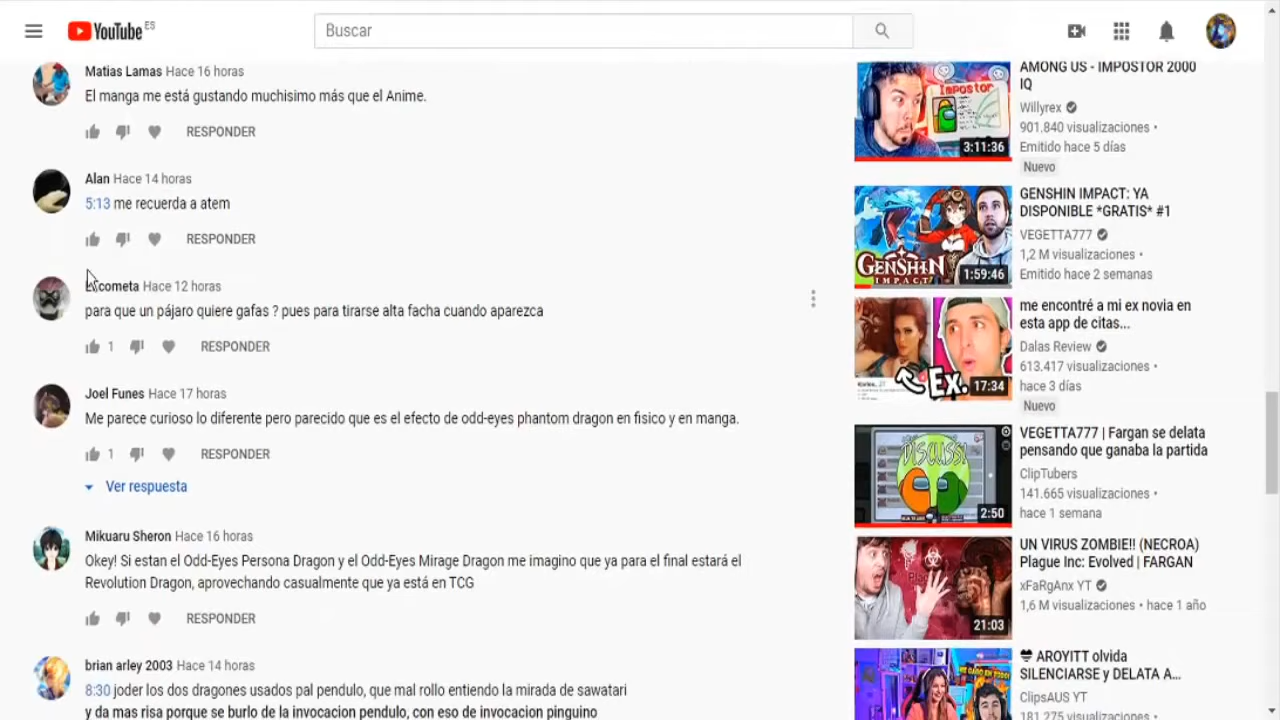 YouTube ES
Buscar
Matias Lamas Hace 16 horas
El manga me está gustando muchisimo más que el Anime.
RESPONDER
Alan Hace 14 horas
5:13 me recuerda a atem
RESPONDER
cometa Hace 12 horas
para que un pájaro quiere gafas ? pues para tirarse alta facha cuando aparezca
1 RESPONDER
Joel Funes Hace 17 horas
Me parece curioso lo diferente pero parecido que es el efecto de odd-eyes phantom dragon en fisico y en manga.
1 RESPONDER
Ver respuesta
Mikuaru Sheron Hace 16 horas
Okey! Si estan el Odd-Eyes Persona Dragon y el Odd-Eyes Mirage Dragon me imagino que ya para el final estará el
Revolution Dragon, aprovechando casualmente que ya está en TCG
RESPONDER
brian arley 2003 Hace 14 horas
8:30 joder los dos dragones usados pal pendulo, que mal rollo entiendo la mirada de sawatari
y da mas risa porque se burlo de la invocacion pendulo, con eso de invocacion pinguino
IMPOSTOR
3:11:36
AMONG US - IMPOSTOR 2000
IQ
Willyrex
901.840 visualizaciones •
Emitido hace 5 días
Nuevo
GENSHIN
IMPACT
1:59:46
GENSHIN IMPACT: YA
DISPONIBLE *GRATIS* #1
VEGETTA777
1,2 M visualizaciones •
Emitido hace 2 semanas
EX.
17:34
me encontré a mi ex novia en
esta app de citas...
Dalas Review
613.417 visualizaciones •
hace 3 días
Nuevo
DISCUSS!
2:50
VEGETTA777 | Fargan se delata
pensando que ganaba la partida
ClipTubers
141.665 visualizaciones •
hace 1 semana
21:03
UN VIRUS ZOMBIE!! (NECROA)
Plague Inc: Evolved | FARGAN
xFaRgAnx YT
1,6 M visualizaciones • hace 1 año
AROYITT olvida
SILENCIARSE y DELATA A...
ClipsAUS YT
181.275 visualizaciones •